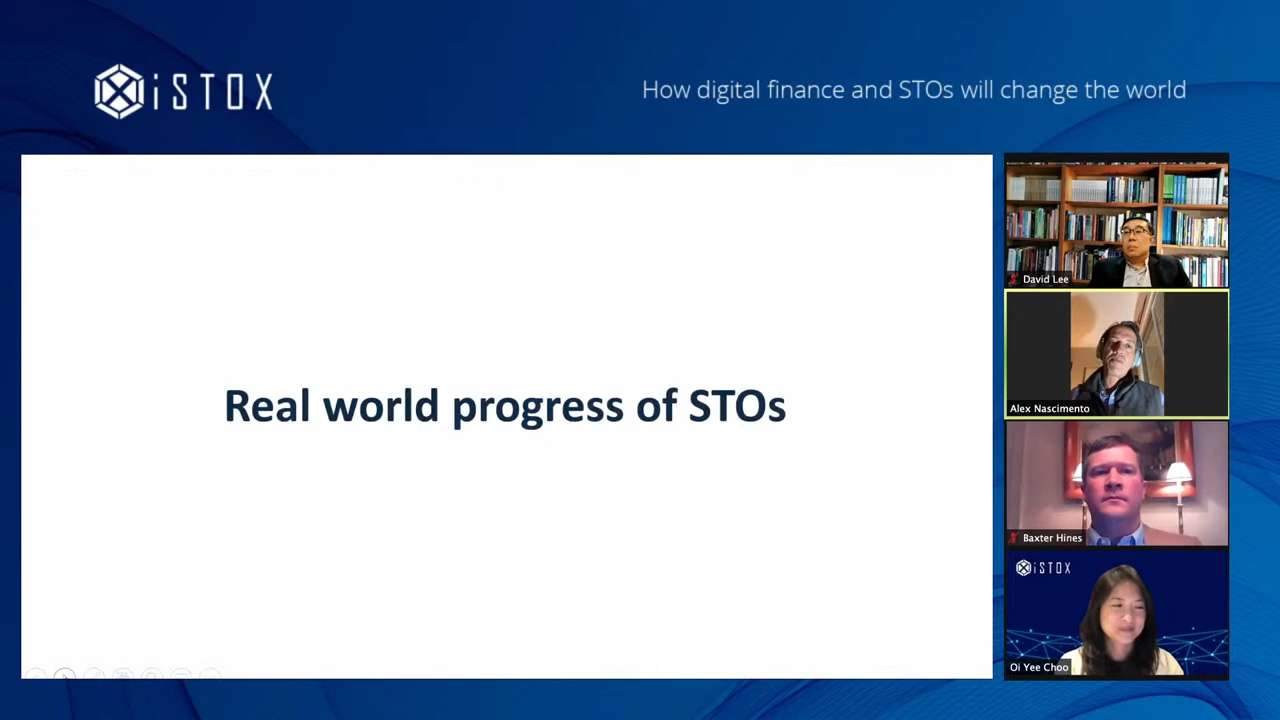 iSTOX
How digital finance and STOs will change the world
Real world progress of STOs
David Lee
Alex Nascimento
Baxter Hines
iSTOX
Oi Yee Choo